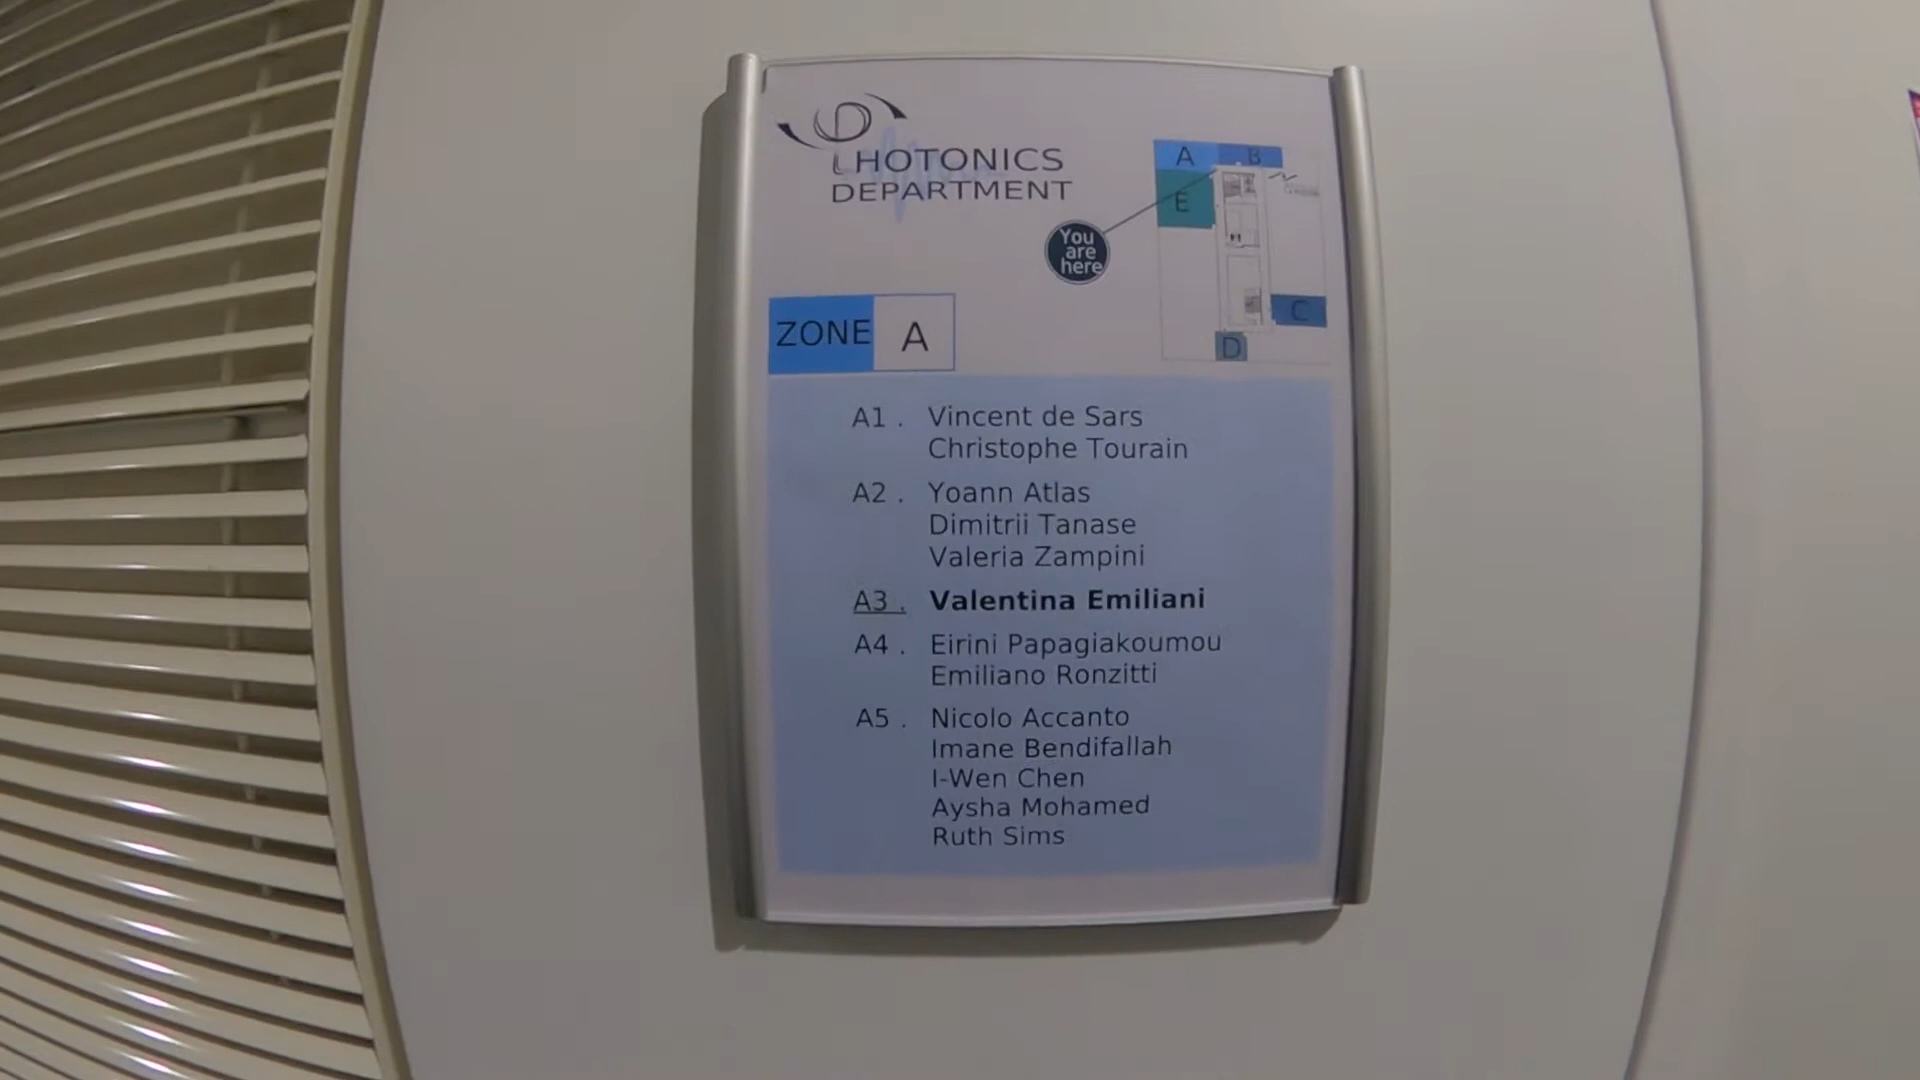 PHOTONICS
DEPARTMENT
A B
E
You
are
here
C
D
ZONE A
A1 . Vincent de Sars
Christophe Tourain
A2 . Yoann Atlas
Dimitrii Tanase
Valeria Zampini
A3 . Valentina Emiliani
A4 . Eirini Papagiakoumou
Emiliano Ronzitti
A5 . Nicolo Accanto
Imane Bendifallah
I-Wen Chen
Aysha Mohamed
Ruth Sims